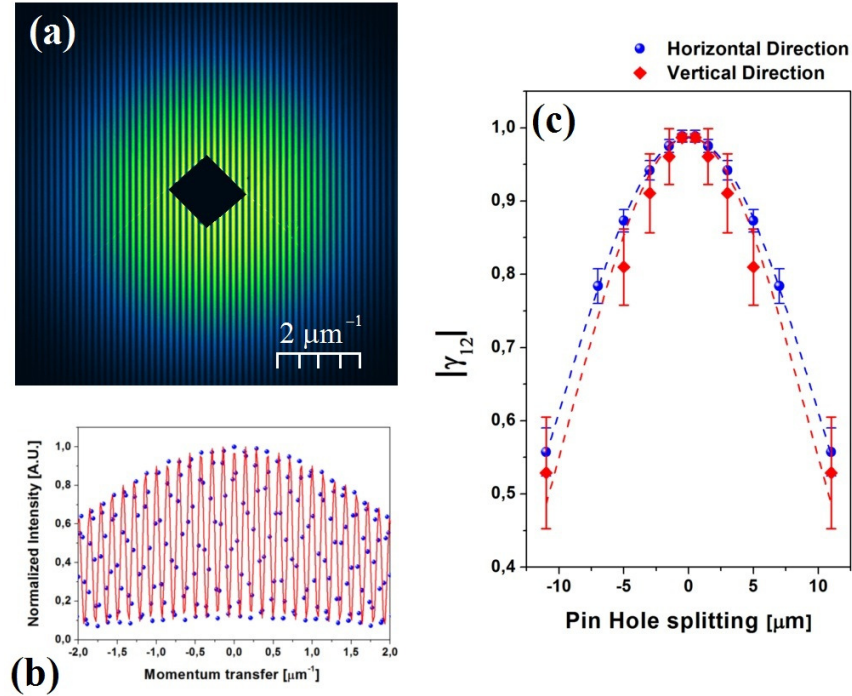 (a)
2 μm⁻¹
Normalized Intensity [A.U.]
1,0
0,8
0,6
0,4
0,2
0,0
-2,0 -1,5 -1,0 -0,5 0,0 0,5 1,0 1,5 2,0
Momentum transfer [μm⁻¹]
(b)
Horizontal Direction
Vertical Direction
(c)
|γ₁₂|
1,0
0,9
0,8
0,7
0,6
0,5
0,4
-10 -5 0 5 10
Pin Hole splitting [μm]